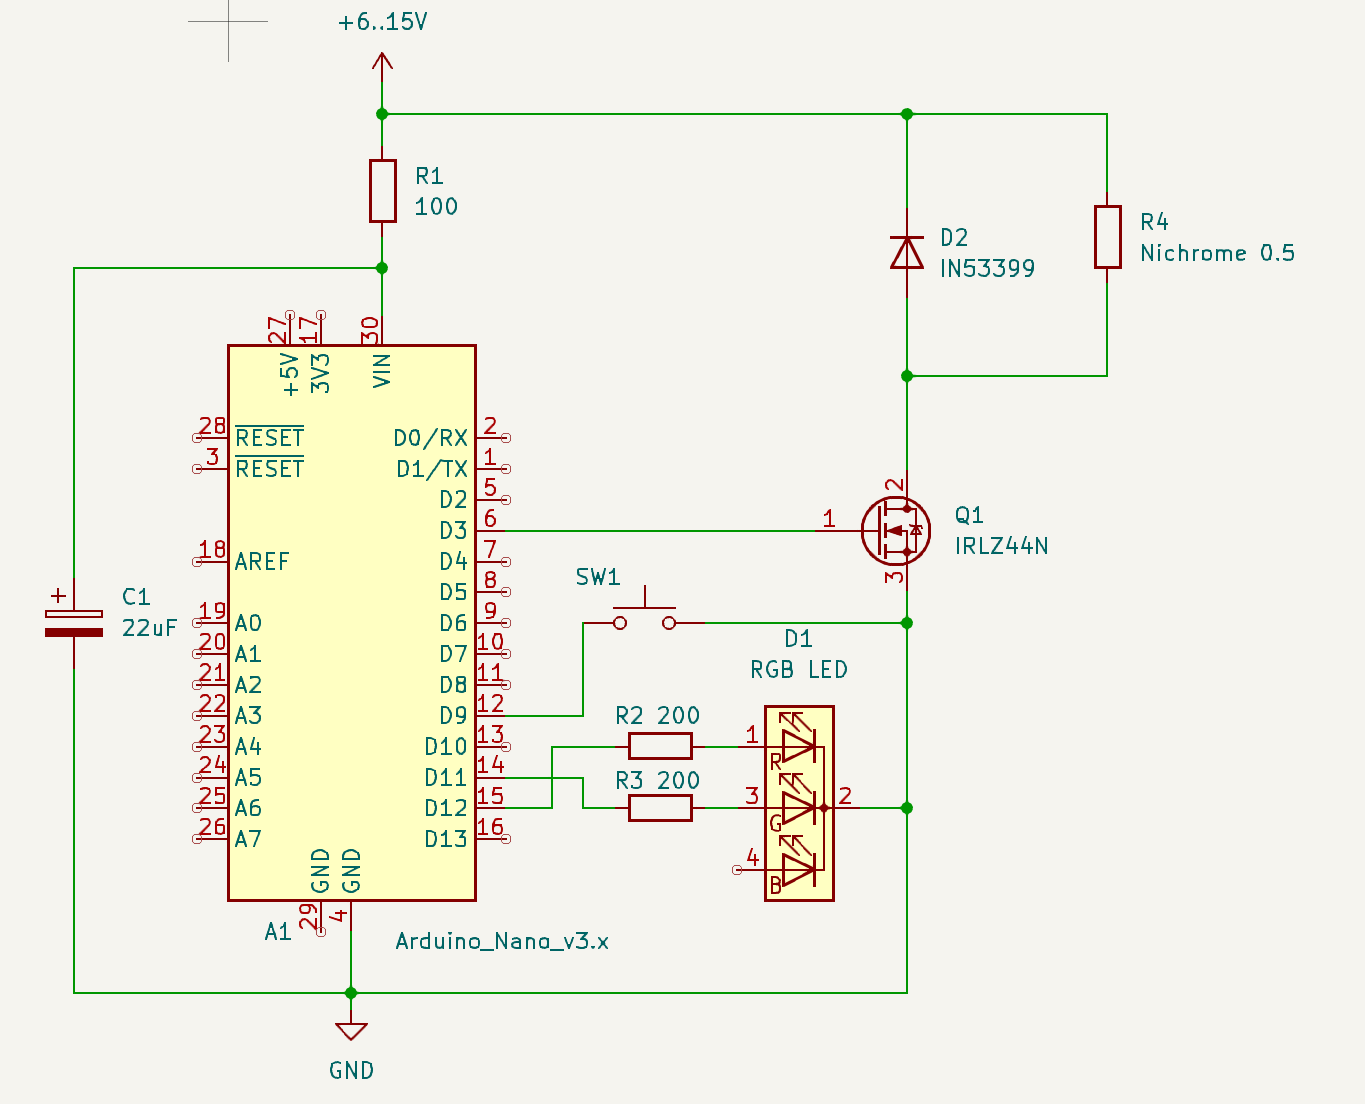 +6..15V
R1
100
D2
IN53399
R4
Nichrome 0.5
27
17
30
+5V
3V3
VIN
28
RESET
3
RESET
D0/RX
2
D1/TX
1
D2
5
D3
6
1
2
3
Q1
IRLZ44N
18
AREF
D4
7
D5
8
SW1
+
C1
22uF
19
A0
D6
9
20
A1
D7
10
21
A2
D8
11
22
A3
D9
12
23
A4
D10
13
24
A5
D11
14
25
A6
D12
15
26
A7
D13
16
D1
RGB LED
R2 200
R3 200
1
R
3
G
2
4
B
GND
GND
29
4
A1
Arduino_Nano_v3.x
GND